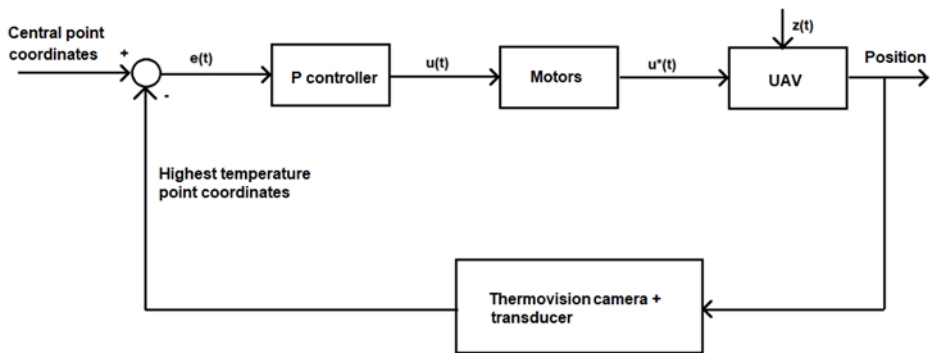 Central point
coordinates
+
-
e(t)
P controller
u(t)
Motors
u*(t)
z(t)
UAV
Position
Highest temperature
point coordinates
Thermovision camera +
transducer